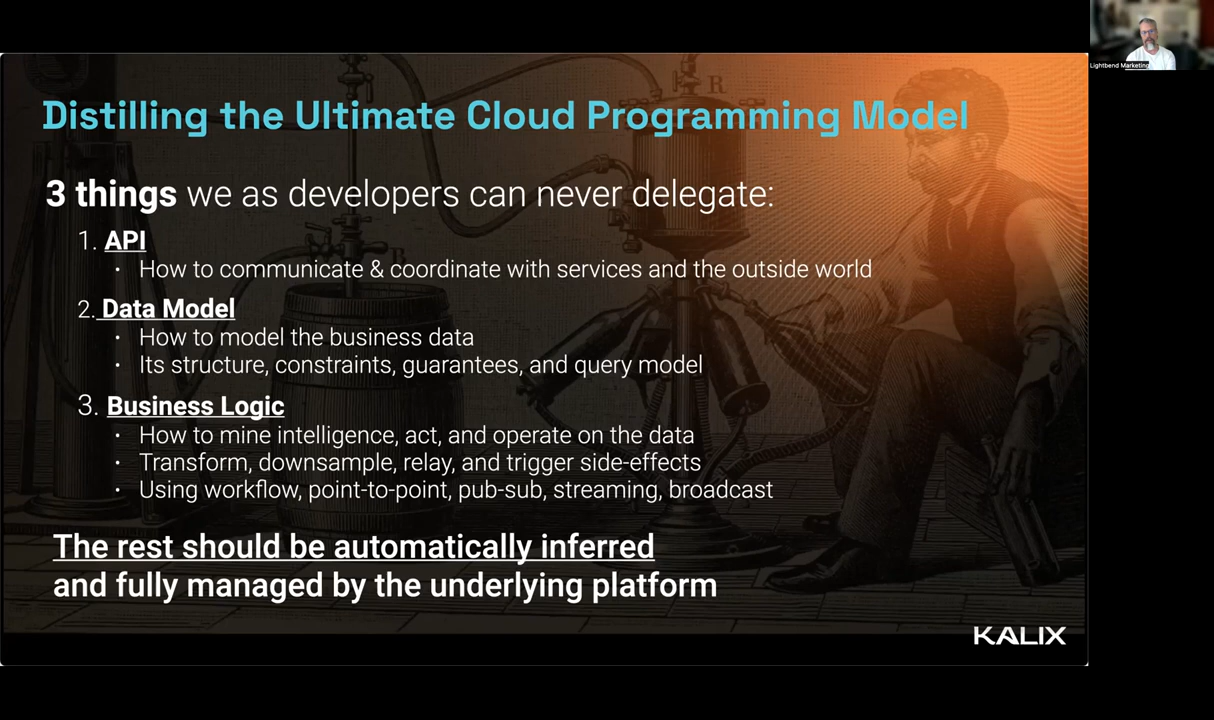 Distilling the Ultimate Cloud Programming Model
3 things we as developers can never delegate:
1. API
• How to communicate & coordinate with services and the outside world
2. Data Model
• How to model the business data
• Its structure, constraints, guarantees, and query model
3. Business Logic
• How to mine intelligence, act, and operate on the data
• Transform, downsample, relay, and trigger side-effects
• Using workflow, point-to-point, pub-sub, streaming, broadcast
The rest should be automatically inferred
and fully managed by the underlying platform
KALIX
Lightbend Marketing
R